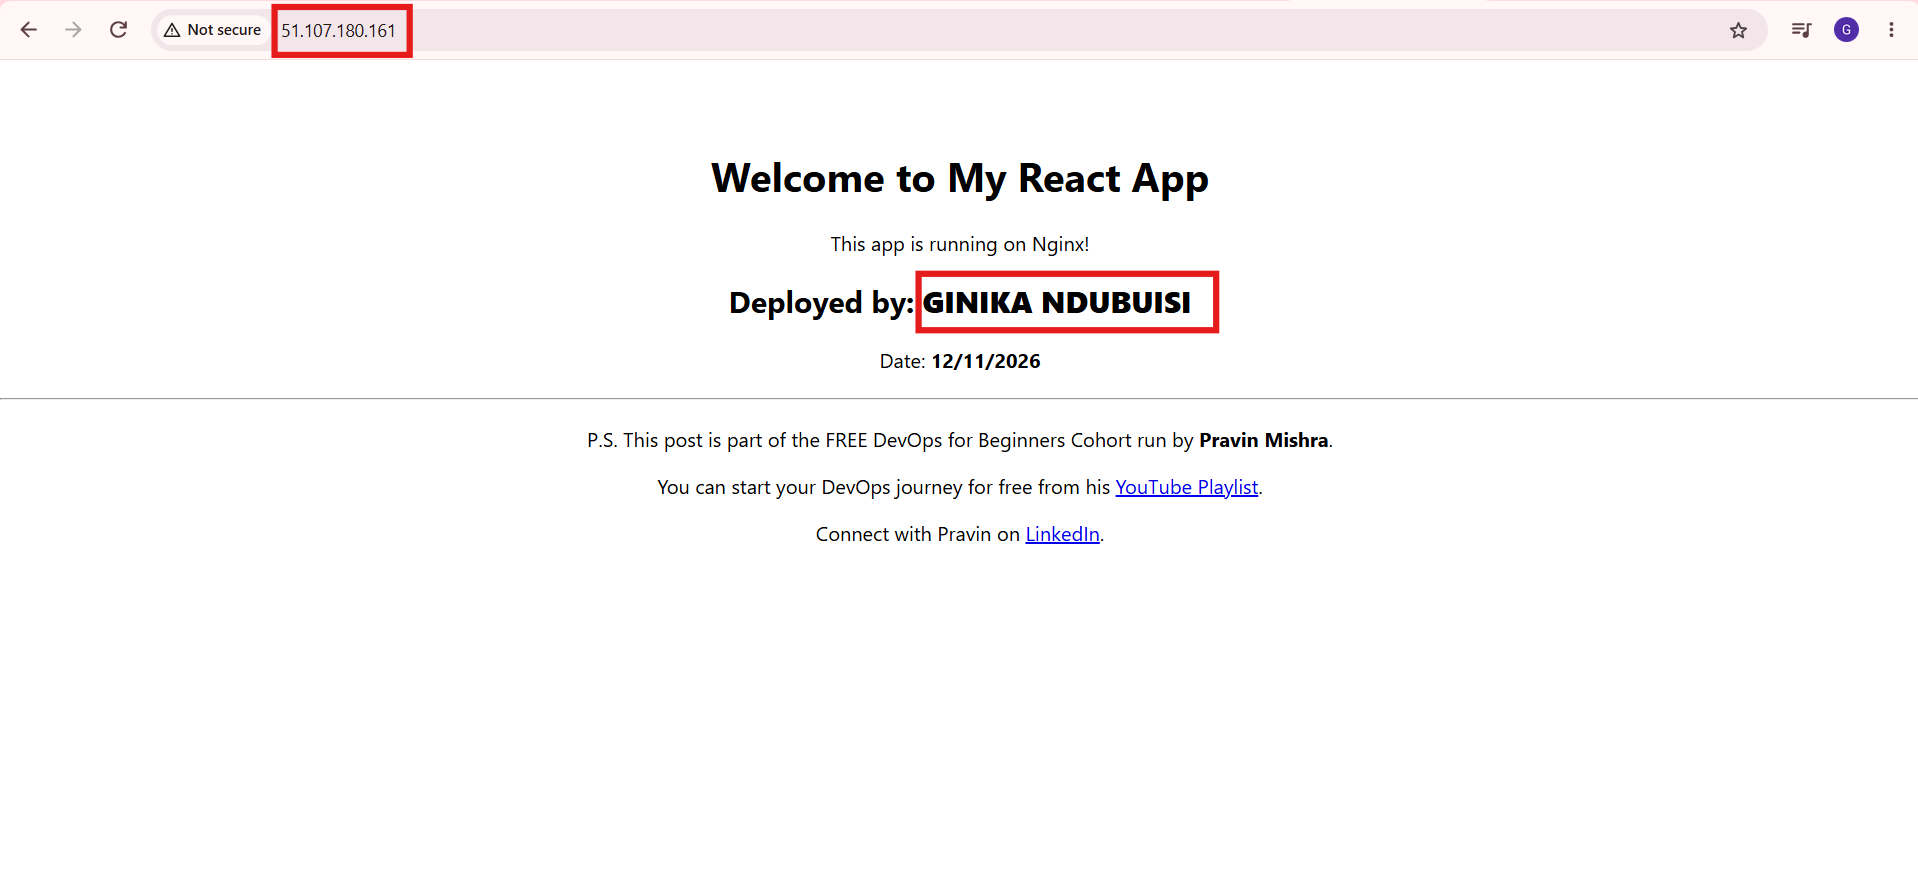 Not secure
51.107.180.161
G
Welcome to My React App
This app is running on Nginx!
Deployed by: GINIKA NDUBUISI
Date: 12/11/2026
P.S. This post is part of the FREE DevOps for Beginners Cohort run by Pravin Mishra.
You can start your DevOps journey for free from his YouTube Playlist.
Connect with Pravin on LinkedIn.